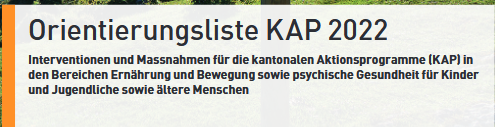 Orientierungsliste KAP 2022
Interventionen und Massnahmen für die kantonalen Aktionsprogramme (KAP) in
den Bereichen Ernährung und Bewegung sowie psychische Gesundheit für Kinder
und Jugendliche sowie ältere Menschen